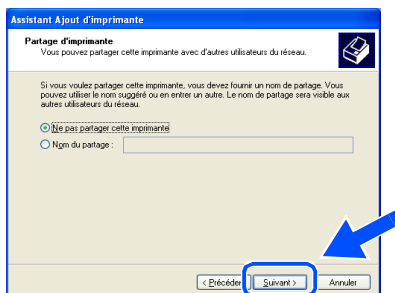 Assistant Ajout d'imprimante
Partage d'imprimante
Vous pouvez partager cette imprimante avec d'autres utilisateurs du réseau.
Si vous voulez partager cette imprimante, vous devez fournir un nom de partage. Vous
pouvez utiliser le nom suggéré ou en entrer un autre. Le nom de partage sera visible aux
autres utilisateurs du réseau.
Ne pas partager cette imprimante
Nom du partage :
< Précéden Suivant > Annuler